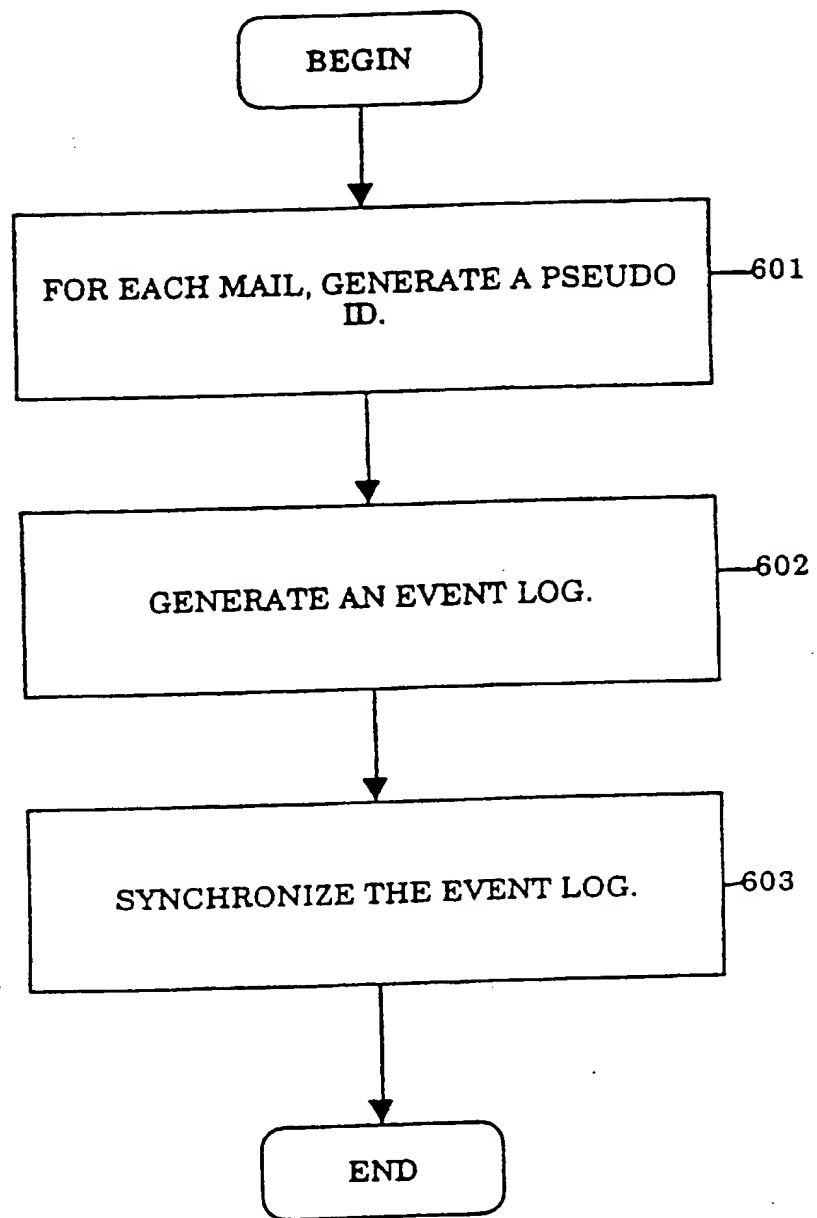 BEGIN
FOR EACH MAIL, GENERATE A PSEUDO
ID.
601
GENERATE AN EVENT LOG.
602
SYNCHRONIZE THE EVENT LOG.
603
END